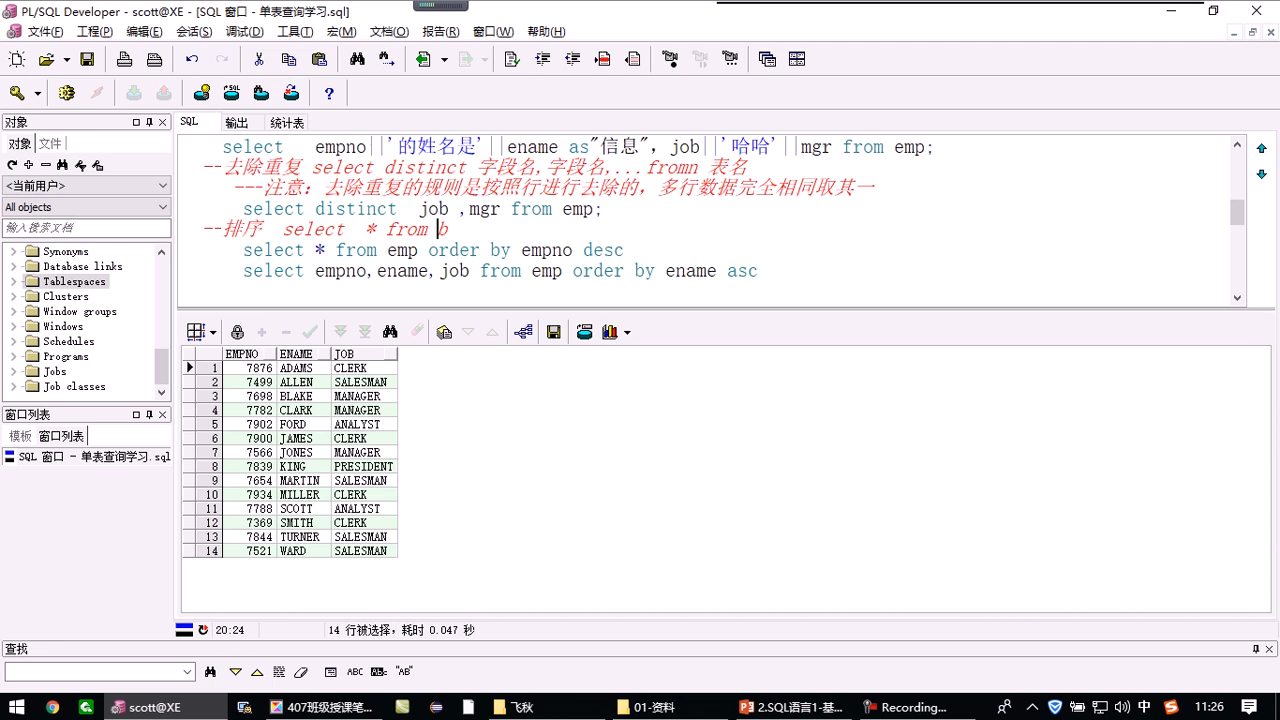 PL/SQL Developer - scott@XE - [SQL 窗口 - 单表查询学习.sql]
文件(F) 工程(P) 编辑(E) 会话(S) 调试(D) 工具(T) 宏(M) 文档(O) 报告(R) 窗口(W) 帮助(H)
对象
对象 文件
<当前用户>
All objects
输入搜索文档
Synonyms
Database links
Tablespaces
Clusters
Window groups
Windows
Schedules
Programs
Jobs
Job classes
窗口列表
模板 窗口列表
SQL 窗口 - 单表查询学习.sql
SQL 输出 统计表
select empno||'的姓名是'||ename as"信息", job||'哈哈'||mgr from emp;
--去除重复 select distinct 字段名,字段名,...fromn 表名
---注意：去除重复的规则是按照行进行去除的，多行数据完全相同取其一
select distinct job ,mgr from emp;
--排序 select * from b
select * from emp order by empno desc
select empno,ename,job from emp order by ename asc
EMPNO ENAME JOB
1 7876 ADAMS CLERK
2 7499 ALLEN SALESMAN
3 7698 BLAKE MANAGER
4 7782 CLARK MANAGER
5 7902 FORD ANALYST
6 7900 JAMES CLERK
7 7566 JONES MANAGER
8 7839 KING PRESIDENT
9 7654 MARTIN SALESMAN
10 7934 MILLER CLERK
11 7788 SCOTT ANALYST
12 7369 SMITH CLERK
13 7844 TURNER SALESMAN
14 7521 WARD SALESMAN
20:24 14 行被选择，耗时 0.047 秒
查找
ABC ABc "AB"
scott@XE 407班级授课笔... 飞秋 01-资料 2.SQL语言1-基... Recording... 中 11:26